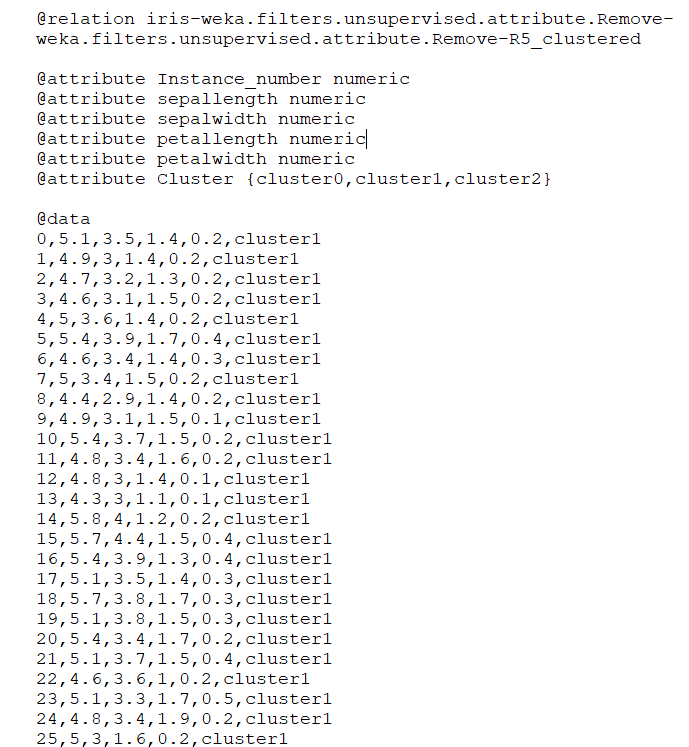 @relation iris-weka.filters.unsupervised.attribute.Remove-
weka.filters.unsupervised.attribute.Remove-R5_clustered
@attribute Instance_number numeric
@attribute sepallength numeric
@attribute sepalwidth numeric
@attribute petallength numeric
@attribute petalwidth numeric
@attribute Cluster {cluster0,cluster1,cluster2}
@data
0,5.1,3.5,1.4,0.2,cluster1
1,4.9,3,1.4,0.2,cluster1
2,4.7,3.2,1.3,0.2,cluster1
3,4.6,3.1,1.5,0.2,cluster1
4,5,3.6,1.4,0.2,cluster1
5,5.4,3.9,1.7,0.4,cluster1
6,4.6,3.4,1.4,0.3,cluster1
7,5,3.4,1.5,0.2,cluster1
8,4.4,2.9,1.4,0.2,cluster1
9,4.9,3.1,1.5,0.1,cluster1
10,5.4,3.7,1.5,0.2,cluster1
11,4.8,3.4,1.6,0.2,cluster1
12,4.8,3,1.4,0.1,cluster1
13,4.3,3,1.1,0.1,cluster1
14,5.8,4,1.2,0.2,cluster1
15,5.7,4.4,1.5,0.4,cluster1
16,5.4,3.9,1.3,0.4,cluster1
17,5.1,3.5,1.4,0.3,cluster1
18,5.7,3.8,1.7,0.3,cluster1
19,5.1,3.8,1.5,0.3,cluster1
20,5.4,3.4,1.7,0.2,cluster1
21,5.1,3.7,1.5,0.4,cluster1
22,4.6,3.6,1,0.2,cluster1
23,5.1,3.3,1.7,0.5,cluster1
24,4.8,3.4,1.9,0.2,cluster1
25,5,3,1.6,0.2,cluster1